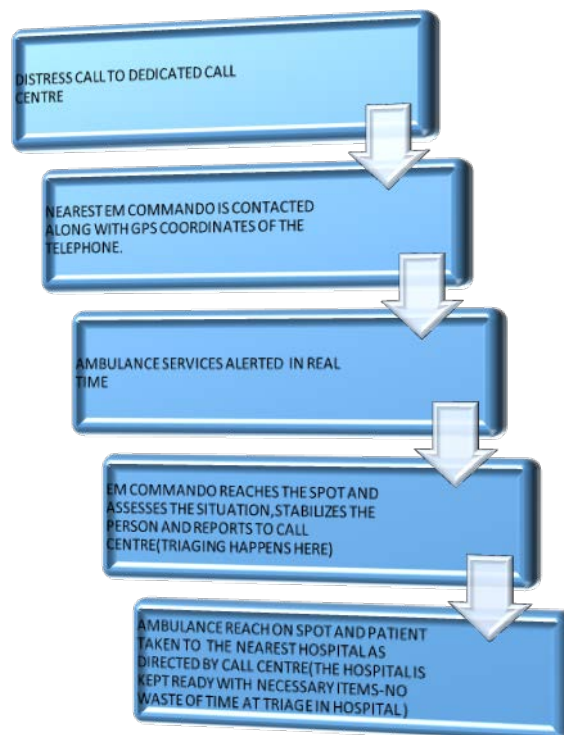 DISTRESS CALL TO DEDICATED CALL
CENTRE
NEAREST EM COMMANDO IS CONTACTED
ALONG WITH GPS COORDINATES OF THE
TELEPHONE.
AMBULANCE SERVICES ALERTED IN REAL
TIME
EM COMMANDO REACHES THE SPOT AND
ASSESSES THE SITUATION,STABILIZES THE
PERSON AND REPORTS TO CALL
CENTRE(TRIAGING HAPPENS HERE)
AMBULANCE REACH ON SPOT AND PATIENT
TAKEN TO THE NEAREST HOSPITAL AS
DIRECTED BY CALL CENTRE(THE HOSPITAL IS
KEPT READY WITH NECESSARY ITEMS-NO
WASTE OF TIME AT TRIAGE IN HOSPITAL)